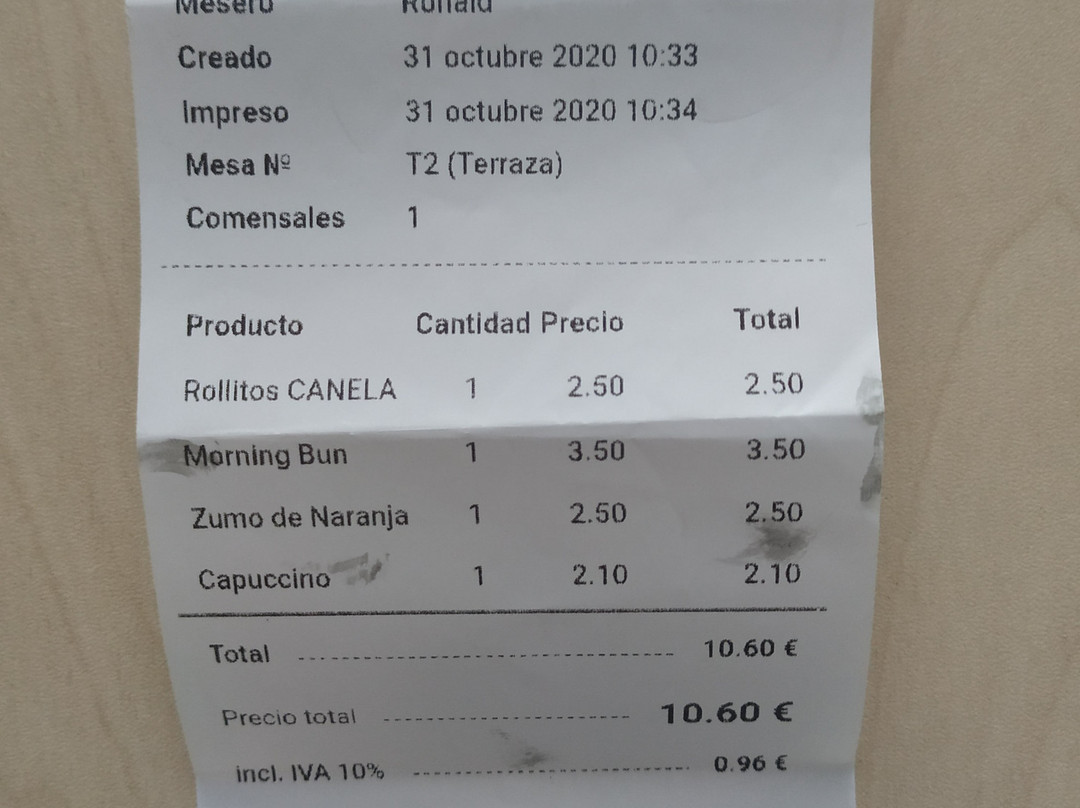 Mesero Ronald
Creado 31 octubre 2020 10:33
Impreso 31 octubre 2020 10:34
Mesa Nº T2 (Terraza)
Comensales 1
Producto Cantidad Precio Total
Rollitos CANELA 1 2.50 2.50
Morning Bun 1 3.50 3.50
Zumo de Naranja 1 2.50 2.50
Capuccino 1 2.10 2.10
Total 10.60 €
Precio total 10.60 €
incl. IVA 10% 0.96 €